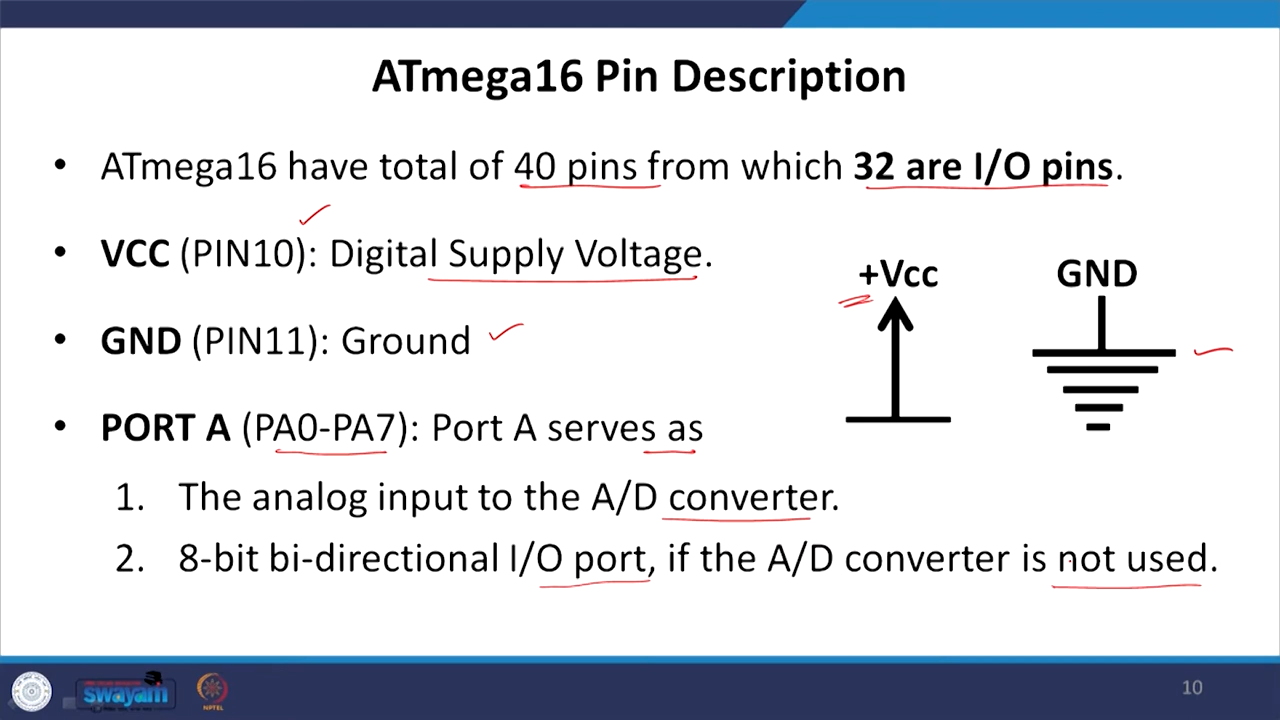 ATmega16 Pin Description
• ATmega16 have total of 40 pins from which 32 are I/O pins.
• VCC (PIN10): Digital Supply Voltage.
+Vcc
GND
• GND (PIN11): Ground
• PORT A (PA0-PA7): Port A serves as
1. The analog input to the A/D converter.
2. 8-bit bi-directional I/O port, if the A/D converter is not used.
swayam
NPTEL
10